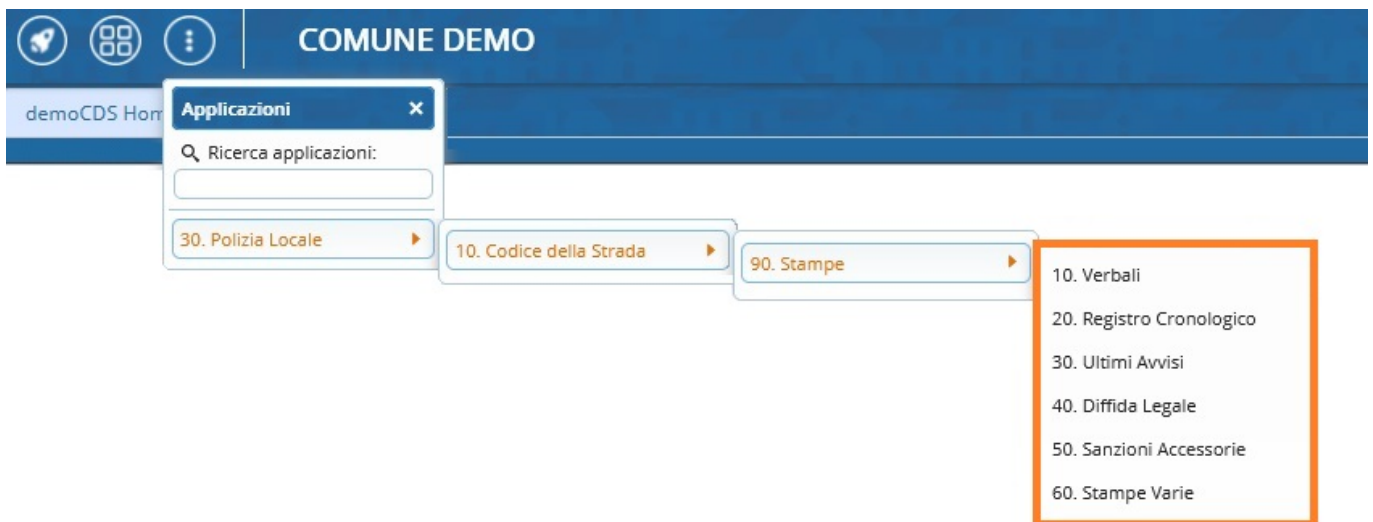 COMUNE DEMO
demoCDS Hom
Applicazioni
Ricerca applicazioni:
30. Polizia Locale
10. Codice della Strada
90. Stampe
10. Verbali
20. Registro Cronologico
30. Ultimi Avvisi
40. Diffida Legale
50. Sanzioni Accessorie
60. Stampe Varie